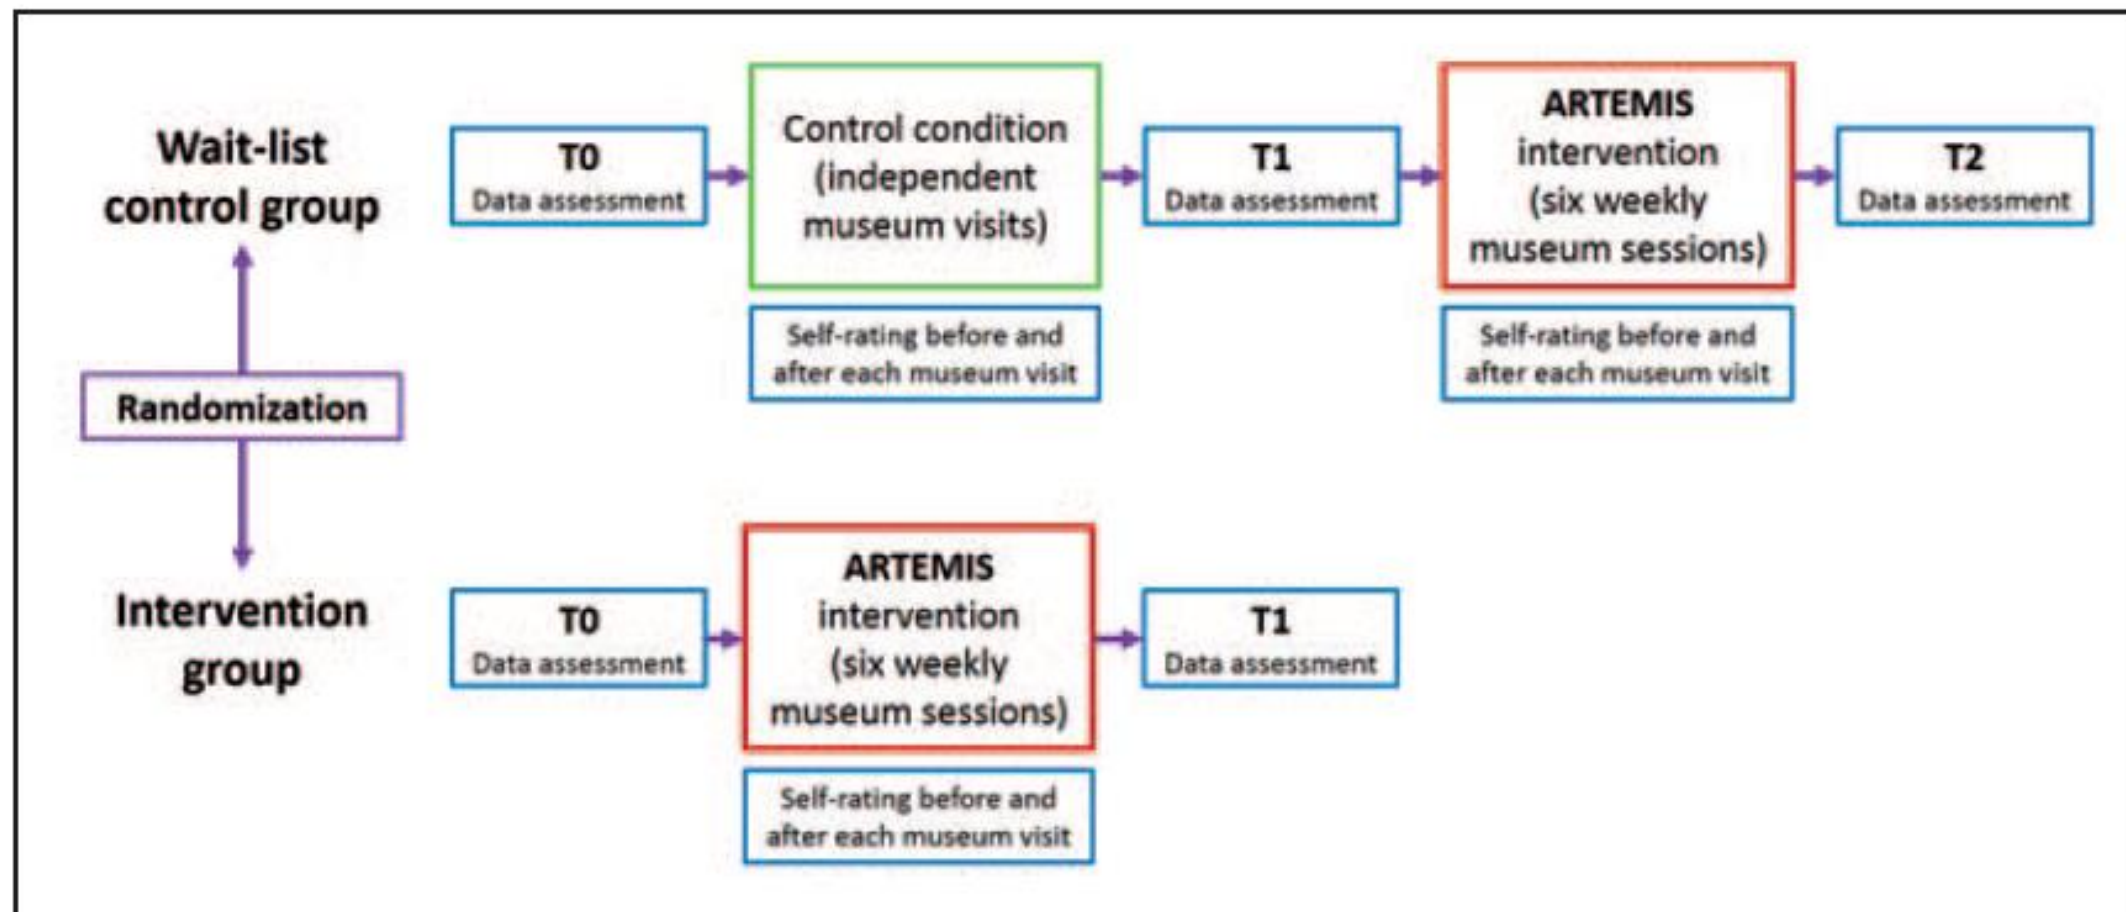 Wait-list
control group
T0
Data assessment
Control condition
(independent
museum visits)
T1
Data assessment
ARTEMIS
intervention
(six weekly
museum sessions)
T2
Data assessment
Self-rating before and
after each museum visit
Self-rating before and
after each museum visit
Randomization
Intervention
group
T0
Data assessment
ARTEMIS
intervention
(six weekly
museum sessions)
T1
Data assessment
Self-rating before and
after each museum visit